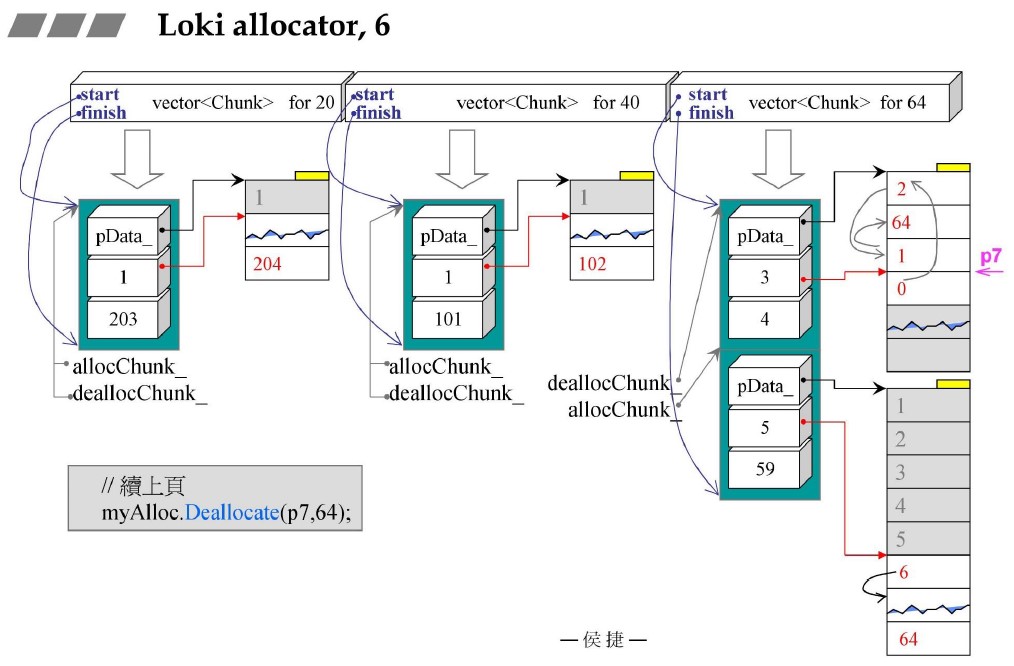 Loki allocator, 6
start
finish
vector<Chunk> for 20
start
finish
vector<Chunk> for 40
start
finish
vector<Chunk> for 64
pData_
1
203
1
204
allocChunk_
deallocChunk_
pData_
1
101
1
102
allocChunk_
deallocChunk_
pData_
3
4
2
64
1
0
p7
deallocChunk_
allocChunk_
pData_
5
59
1
2
3
4
5
6
64
// 續上頁
myAlloc.Deallocate(p7,64);
—侯捷—